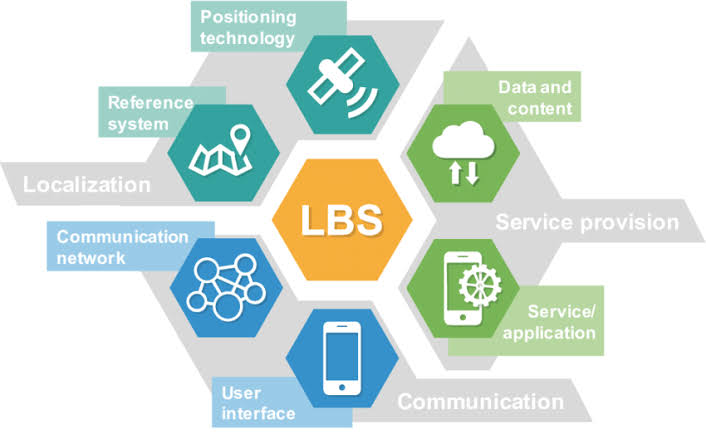 Positioning
technology
Reference
system
Data and
content
Localization
LBS
Service provision
Communication
network
Service/
application
User
interface
Communication